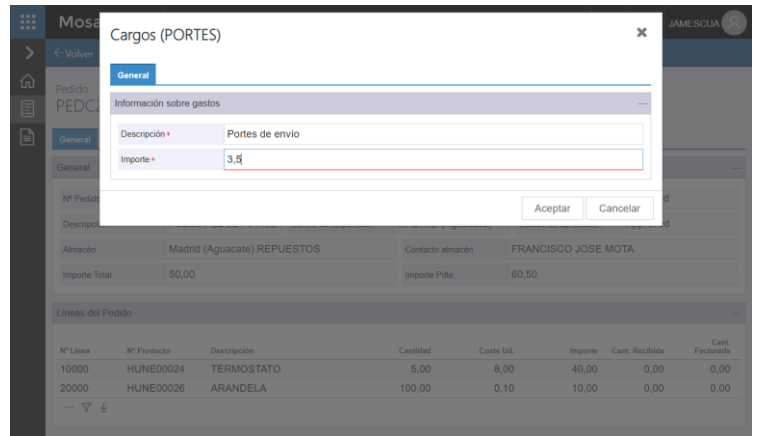 Mosa
JAMESCUA
Cargos (PORTES)
←Volver
General
Pedido
PEDC2
Información sobre gastos
Descripción* Portes de envío
General
Importe* 3,5
General
Aceptar Cancelar
Nº Pedido
Almacén Madrid (Aguacate) REPUESTOS Contacto almacén FRANCISCO JOSE MOTA
Importe Total 50,00 Importe Pdte. 60,50
Líneas del Pedido
Nº Línea Nº Producto Descripción Cantidad Coste Ud. Importe Cant. Recibida Cant. Facturada
10000 HUNE00024 TERMOSTATO 5,00 8,00 40,00 0,00 0,00
20000 HUNE00026 ARANDELA 100,00 0,10 10,00 0,00 0,00